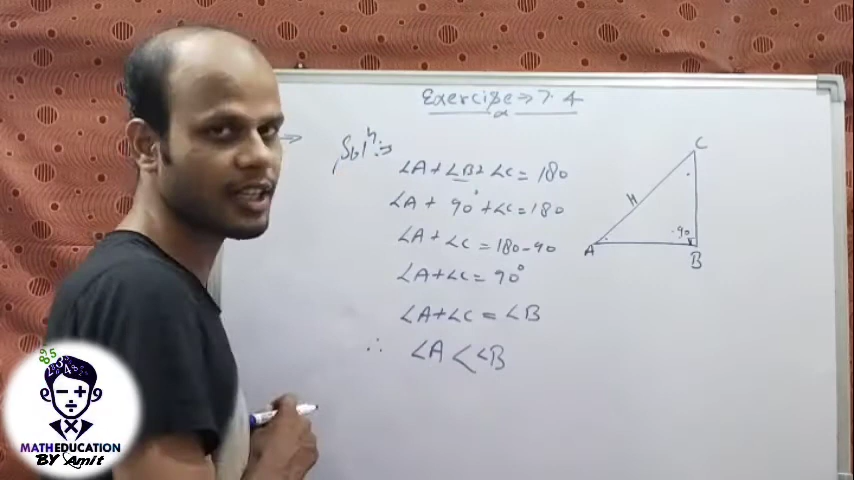 Exercise ⇒ 7.4
Solⁿ:⇒
∠A + ∠B + ∠C = 180
∠A + 90° + ∠C = 180
∠A + ∠C = 180 - 90
∠A + ∠C = 90°
∠A + ∠C = ∠B
∴ ∠A < ∠B
C
H
90
A
B
MATHEDUCATION
BY Amit